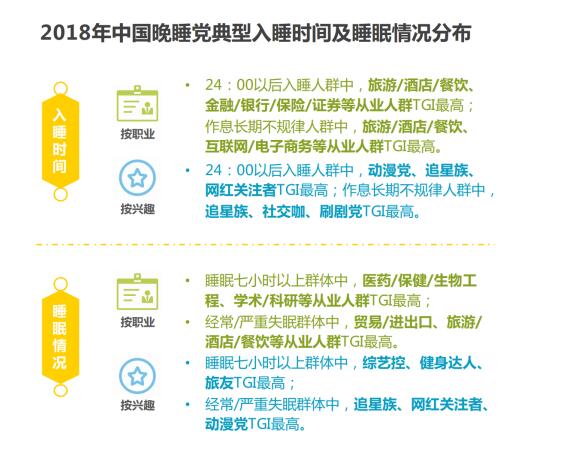 2018年中国晚睡党典型入睡时间及睡眠情况分布
入睡时间
按职业
• 24：00以后入睡人群中，旅游/酒店/餐饮、
金融/银行/保险/证券等从业人群TGI最高；
作息长期不规律人群中，旅游/酒店/餐饮、
互联网/电子商务等从业人群TGI最高。
按兴趣
• 24：00以后入睡人群中，动漫党、追星族、
网红关注者TGI最高；作息长期不规律人群中，
追星族、社交咖、刷剧党TGI最高。
睡眠情况
按职业
• 睡眠七小时以上群体中，医药/保健/生物工
程、学术/科研等从业人群TGI最高；
• 经常/严重失眠群体中，贸易/进出口、旅游/
酒店/餐饮等从业人群TGI最高。
按兴趣
• 睡眠七小时以上群体中，综艺控、健身达人、
旅友TGI最高；
• 经常/严重失眠群体中，追星族、网红关注者、
动漫党TGI最高。